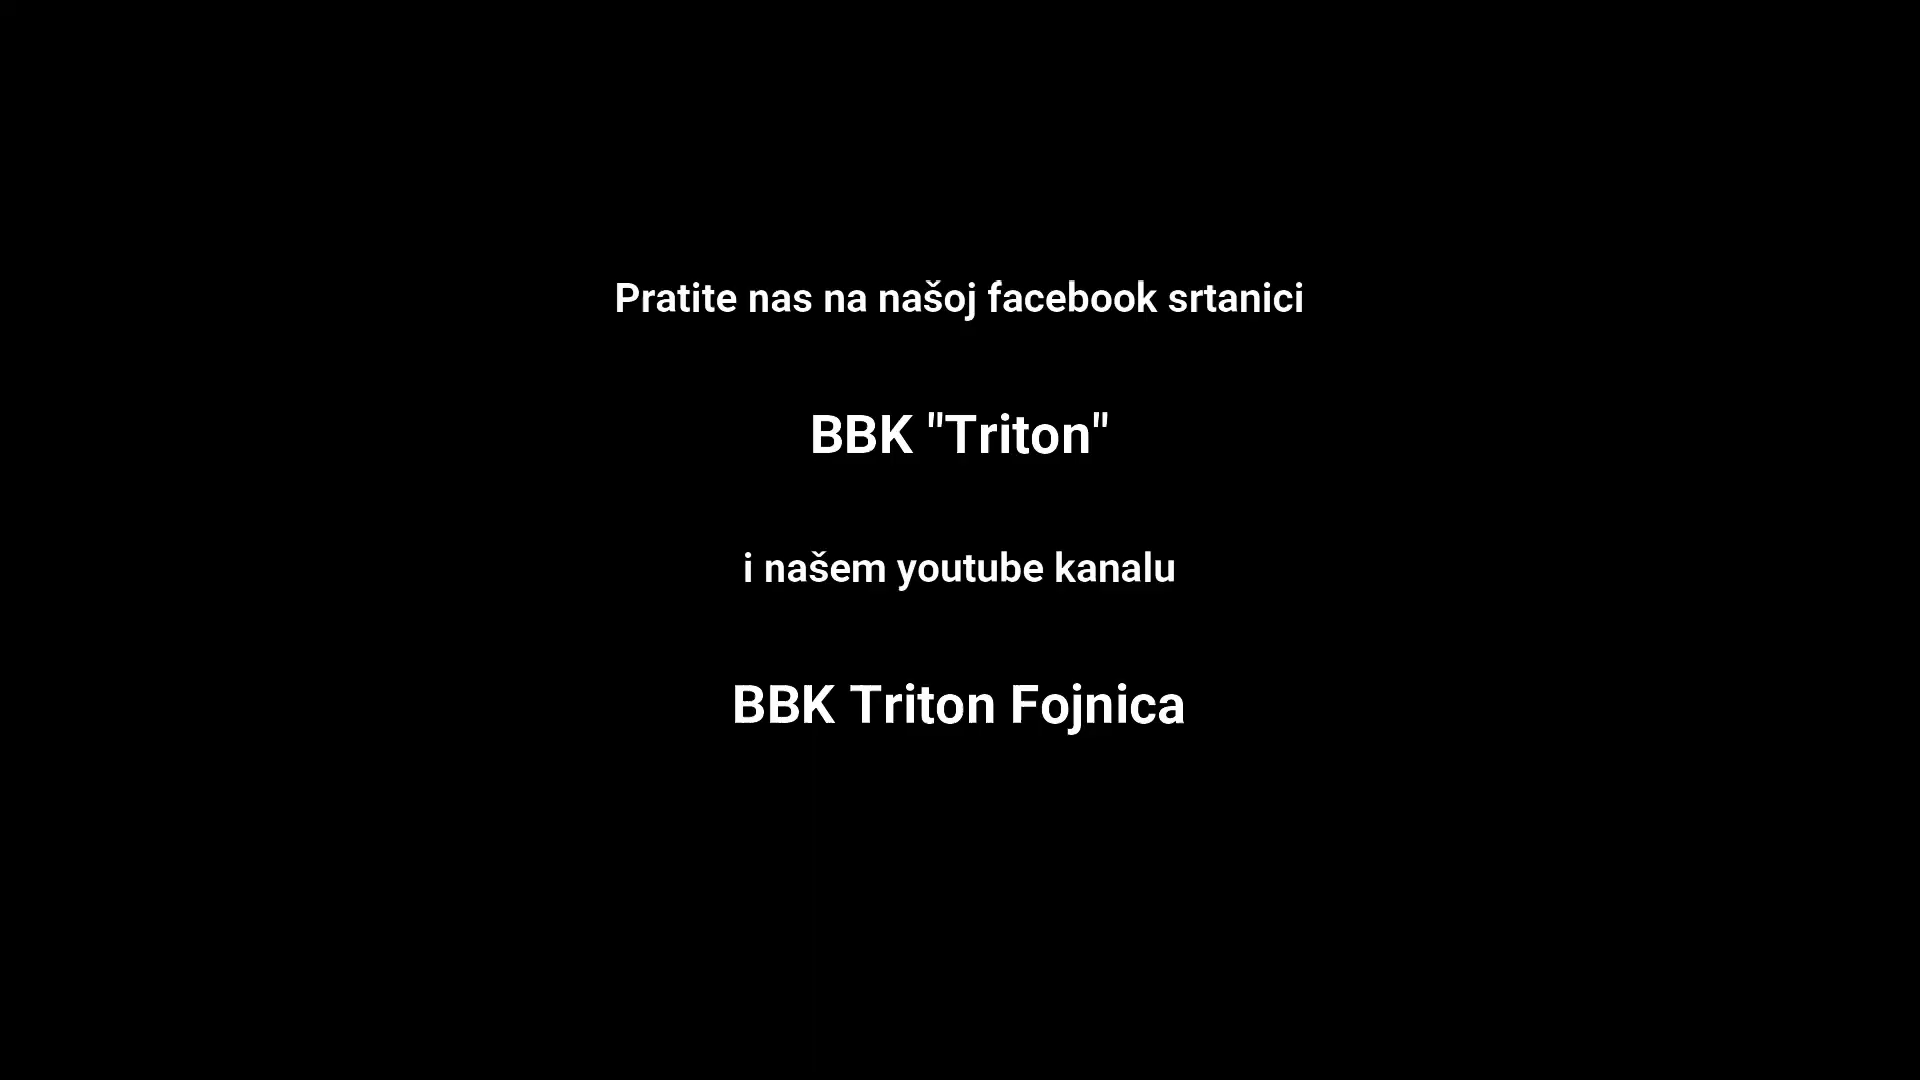 Pratite nas na našoj facebook srtanici
BBK "Triton"
i našem youtube kanalu
BBK Triton Fojnica